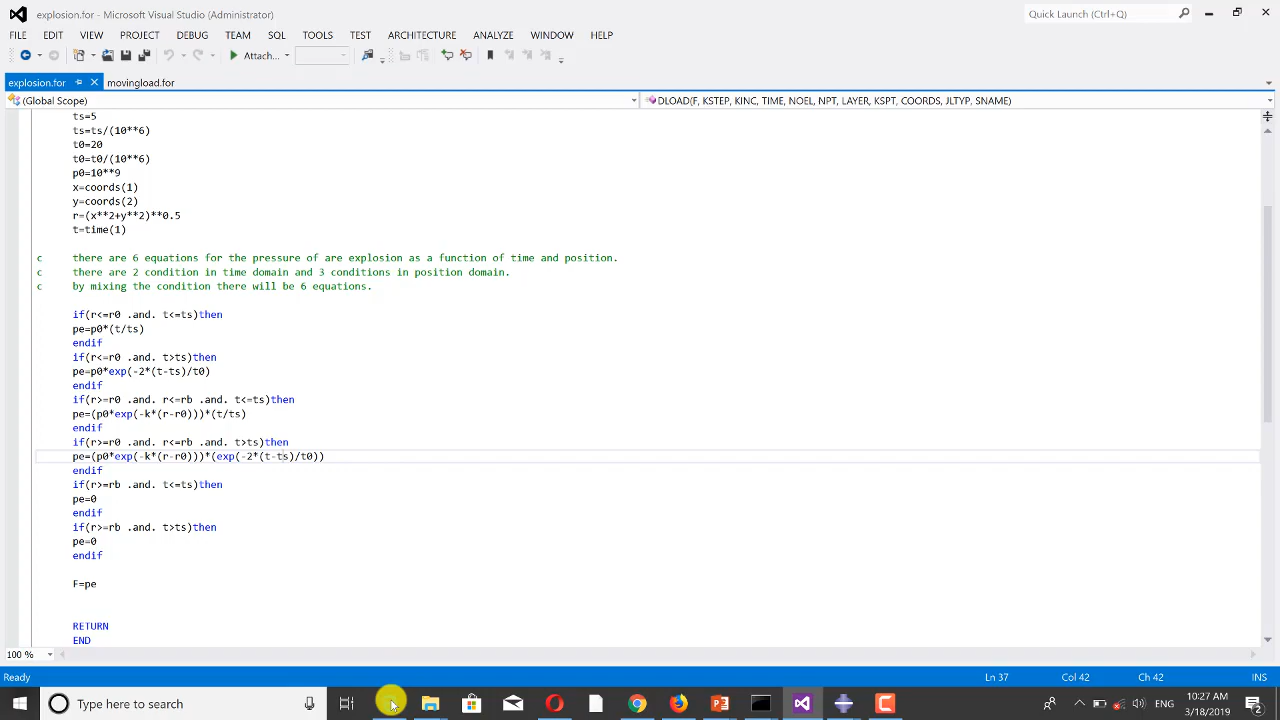 explosion.for - Microsoft Visual Studio (Administrator)
Quick Launch (Ctrl+Q)
FILE EDIT VIEW PROJECT DEBUG TEAM SQL TOOLS TEST ARCHITECTURE ANALYZE WINDOW HELP
Attach...
explosion.for movingload.for
(Global Scope) DLOAD(F, KSTEP, KINC, TIME, NOEL, NPT, LAYER, KSPT, COORDS, JLTYP, SNAME)
ts=5
ts=ts/(10**6)
t0=20
t0=t0/(10**6)
p0=10**9
x=coords(1)
y=coords(2)
r=(x**2+y**2)**0.5
t=time(1)
c there are 6 equations for the pressure of are explosion as a function of time and position.
c there are 2 condition in time domain and 3 conditions in position domain.
c by mixing the condition there will be 6 equations.
if(r<=r0 .and. t<=ts)then
pe=p0*(t/ts)
endif
if(r<=r0 .and. t>ts)then
pe=p0*exp(-2*(t-ts)/t0)
endif
if(r>=r0 .and. r<=rb .and. t<=ts)then
pe=(p0*exp(-k*(r-r0)))*(t/ts)
endif
if(r>=r0 .and. r<=rb .and. t>ts)then
pe=(p0*exp(-k*(r-r0)))*(exp(-2*(t-ts)/t0))
endif
if(r>=rb .and. t<=ts)then
pe=0
endif
if(r>=rb .and. t>ts)then
pe=0
endif
F=pe
RETURN
END
100 %
Ready Ln 37 Col 42 Ch 42 INS
Type here to search ENG 10:27 AM
3/18/2019 2